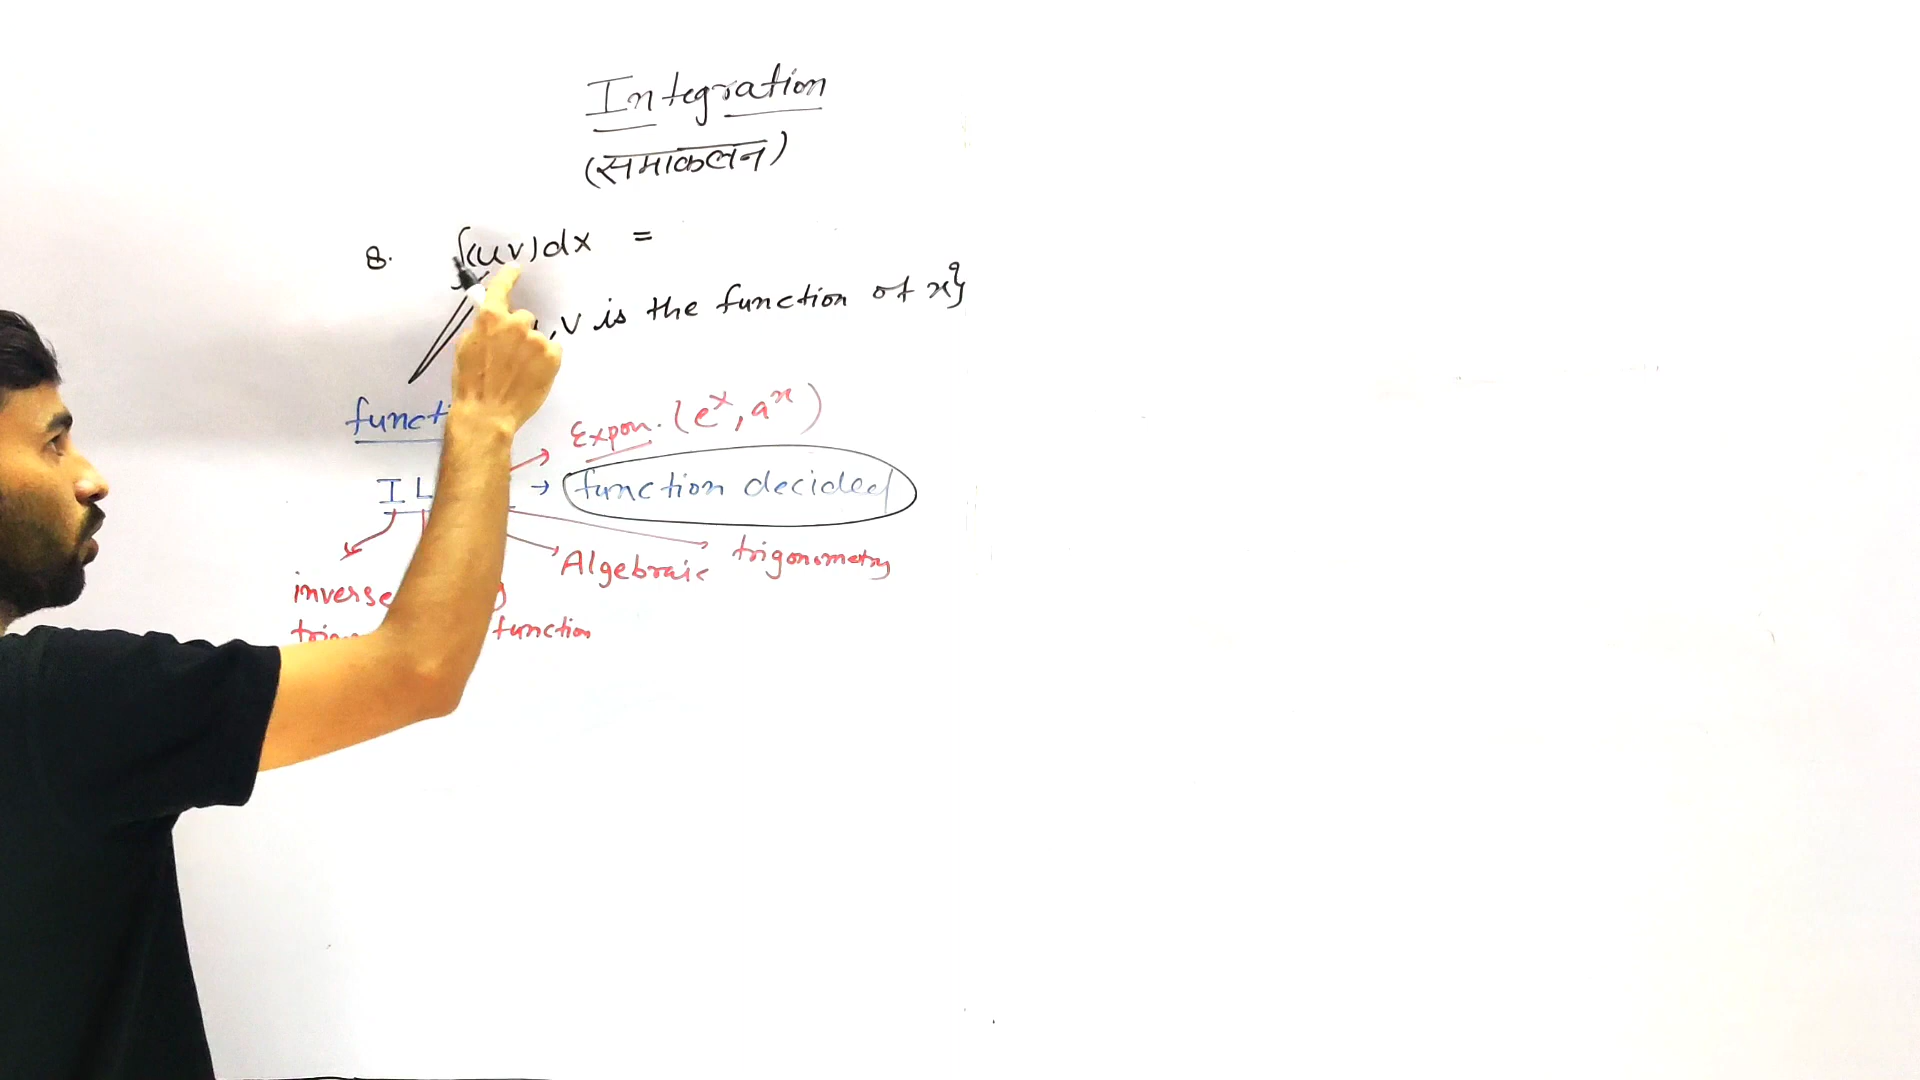 Integration
(समाकलन)
8. ∫(uv)dx =
,v is the function of x}
Expon. (eˣ, aˣ)
I L → function decided
Algebraic trigonometry
inverse
function